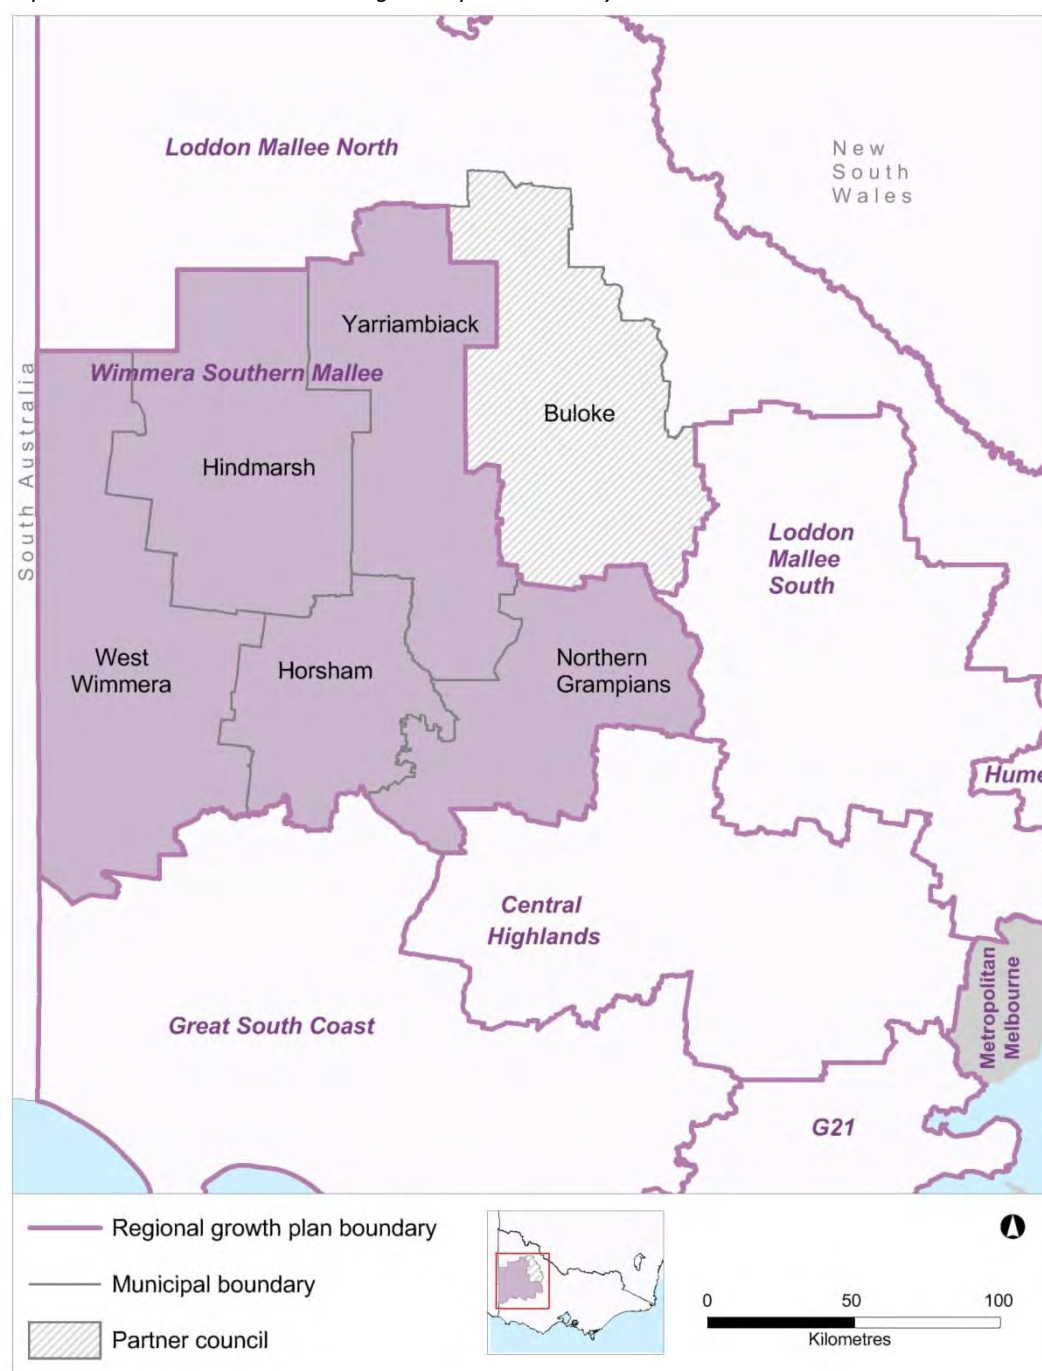 Loddon Mallee North
New
South
Wales
Yarriambiack
Wimmera Southern Mallee
South Australia
Buloke
Hindmarsh
Loddon
Mallee
South
West
Wimmera
Horsham
Northern
Grampians
Hume
Central
Highlands
Metropolitan
Melbourne
Great South Coast
G21
Regional growth plan boundary
Municipal boundary
Partner council
0 50 100
Kilometres